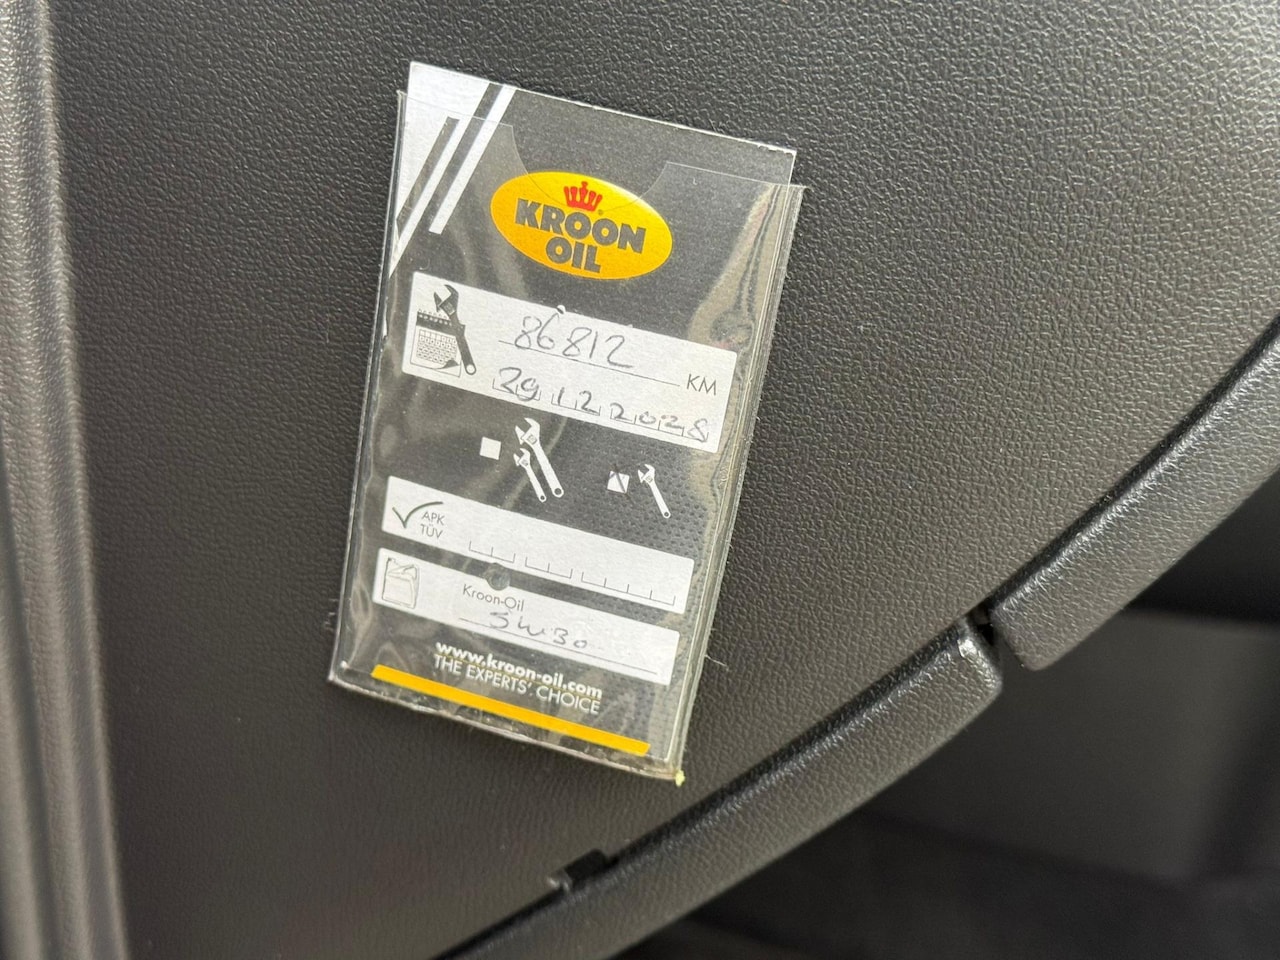 KROON
OIL
86812
KM
29 12 2028
APK
TÜV
Kroon-Oil
5W30
www.kroon-oil.com
THE EXPERTS' CHOICE